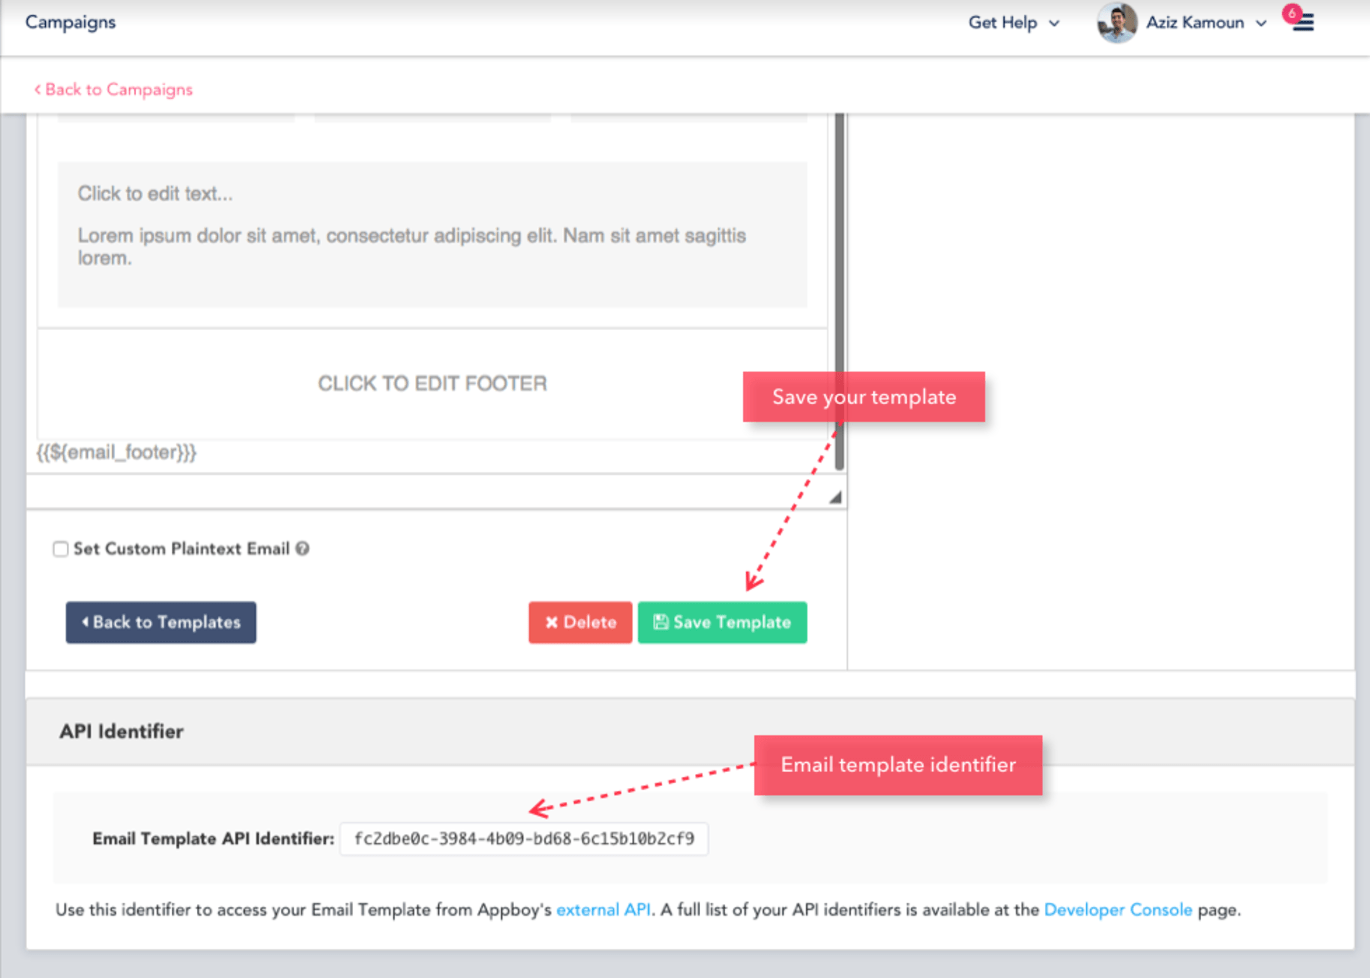 Campaigns
Get Help
Aziz Kamoun
6
Back to Campaigns
Click to edit text...
Lorem ipsum dolor sit amet, consectetur adipiscing elit. Nam sit amet sagittis
lorem.
CLICK TO EDIT FOOTER
Save your template
{{${email_footer}}}
Set Custom Plaintext Email
Back to Templates
Delete
Save Template
API Identifier
Email template identifier
Email Template API Identifier: fc2dbe0c-3984-4b09-bd68-6c15b10b2cf9
Use this identifier to access your Email Template from Appboy's external API. A full list of your API identifiers is available at the Developer Console page.